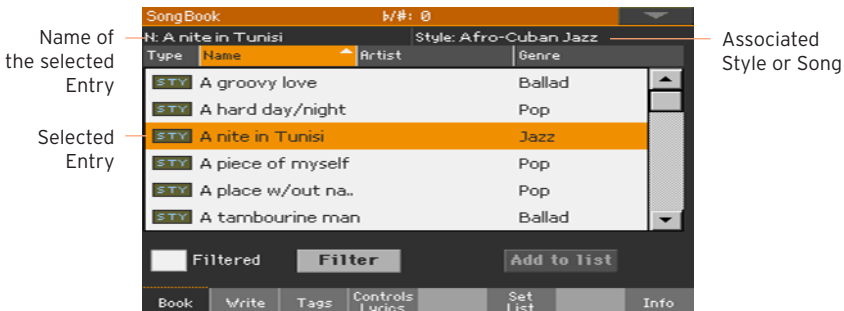 SongBook ♭/#: 0
Name of the selected Entry
N: A nite in Tunisi Style: Afro-Cuban Jazz
Associated Style or Song
Type Name Artist Genre
STY A groovy love Ballad
STY A hard day/night Pop
Selected Entry
STY A nite in Tunisi Jazz
STY A piece of myself Pop
STY A place w/out na.. Pop
STY A tambourine man Ballad
Filtered Filter Add to list
Book Write Tags Controls Lyrics Set List Info